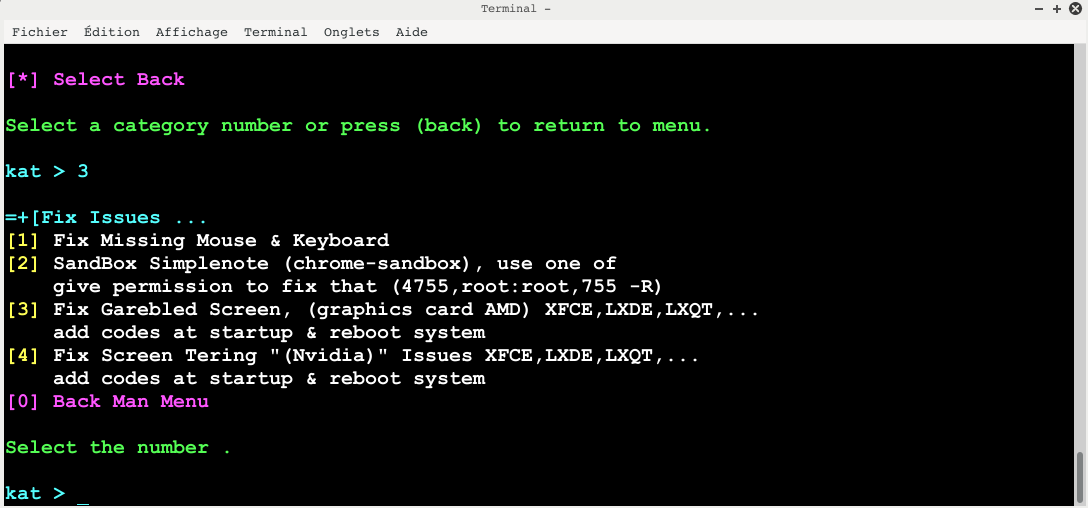 Terminal -
Fichier Édition Affichage Terminal Onglets Aide
[*] Select Back
Select a category number or press (back) to return to menu.
kat > 3
=+[Fix Issues ...
[1] Fix Missing Mouse & Keyboard
[2] SandBox Simplenote (chrome-sandbox), use one of
give permission to fix that (4755,root:root,755 -R)
[3] Fix Garebled Screen, (graphics card AMD) XFCE,LXDE,LXQT,...
add codes at startup & reboot system
[4] Fix Screen Tering "(Nvidia)" Issues XFCE,LXDE,LXQT,...
add codes at startup & reboot system
[0] Back Man Menu
Select the number .
kat > _